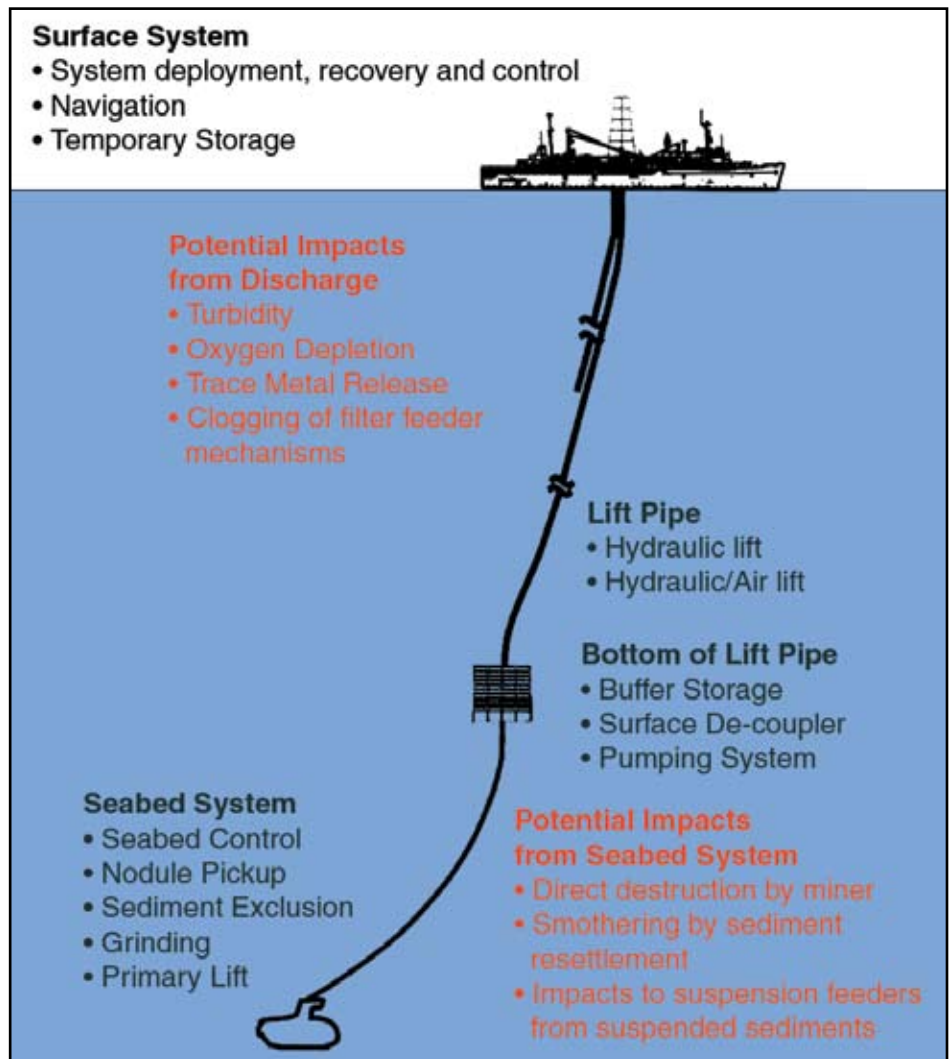 Surface System
• System deployment, recovery and control
• Navigation
• Temporary Storage
Potential Impacts
from Discharge
• Turbidity
• Oxygen Depletion
• Trace Metal Release
• Clogging of filter feeder
mechanisms
Lift Pipe
• Hydraulic lift
• Hydraulic/Air lift
Bottom of Lift Pipe
• Buffer Storage
• Surface De-coupler
• Pumping System
Seabed System
• Seabed Control
• Nodule Pickup
• Sediment Exclusion
• Grinding
• Primary Lift
Potential Impacts
from Seabed System
• Direct destruction by miner
• Smothering by sediment
resettlement
• Impacts to suspension feeders
from suspended sediments